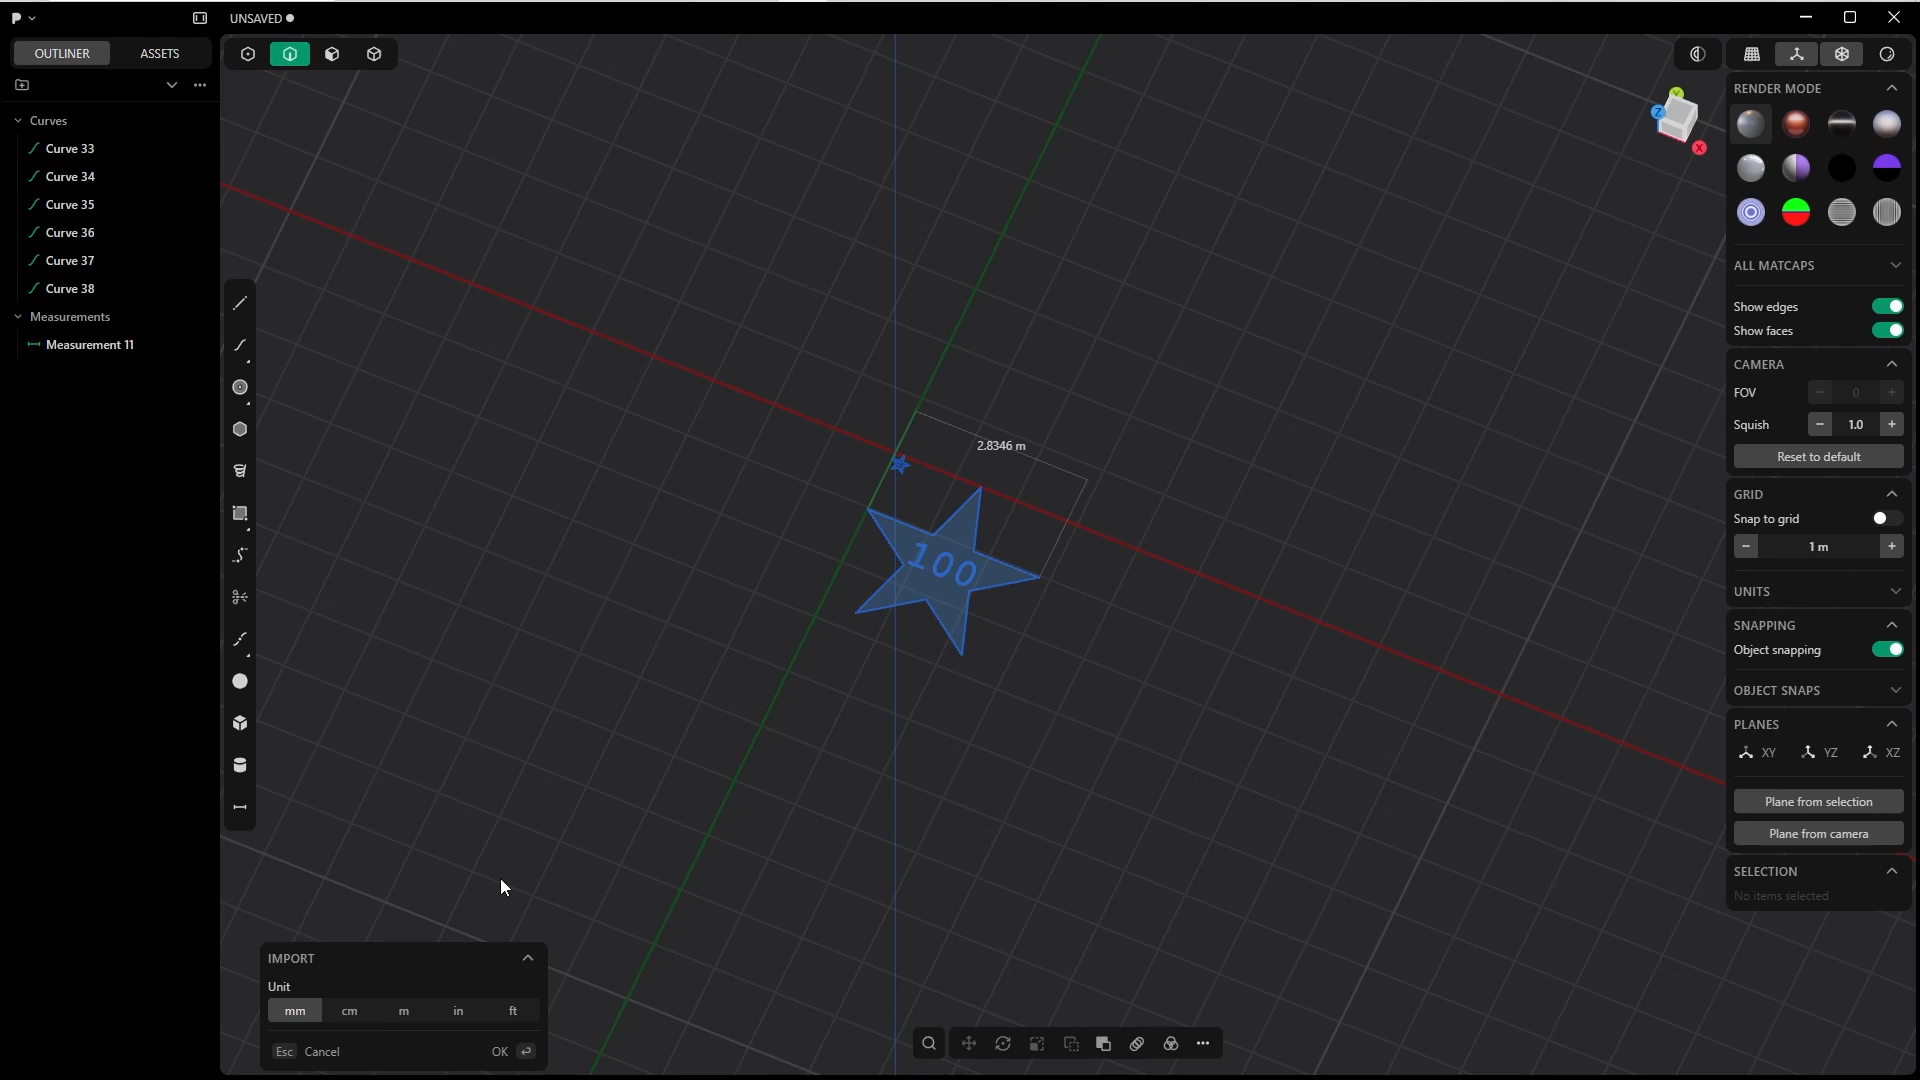 UNSAVED
OUTLINER
ASSETS
Curves
Curve 33
Curve 34
Curve 35
Curve 36
Curve 37
Curve 38
Measurements
Measurement 11
2.8346 m
100
Y
Z
X
RENDER MODE
ALL MATCAPS
Show edges
Show faces
CAMERA
FOV - 0 +
Squish - 1.0 +
Reset to default
GRID
Snap to grid
- 1 m +
UNITS
SNAPPING
Object snapping
OBJECT SNAPS
PLANES
XY YZ XZ
Plane from selection
Plane from camera
SELECTION
No items selected
IMPORT
Unit
mm cm m in ft
Esc Cancel OK